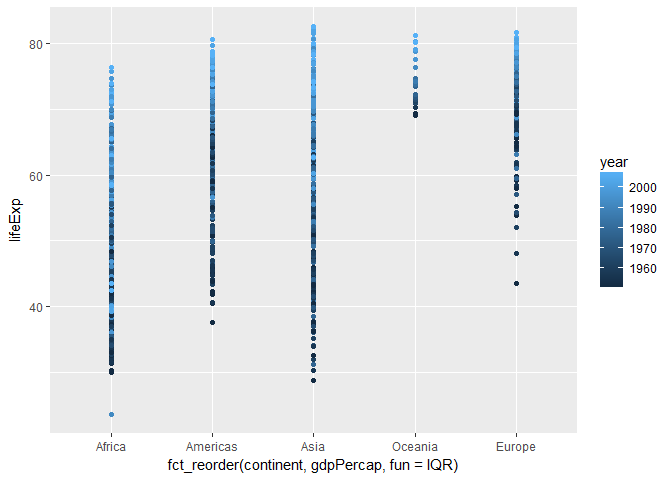 lifeExp
80
60
40
Africa Americas Asia Oceania Europe
fct_reorder(continent, gdpPercap, fun = IQR)
year
2000
1990
1980
1970
1960